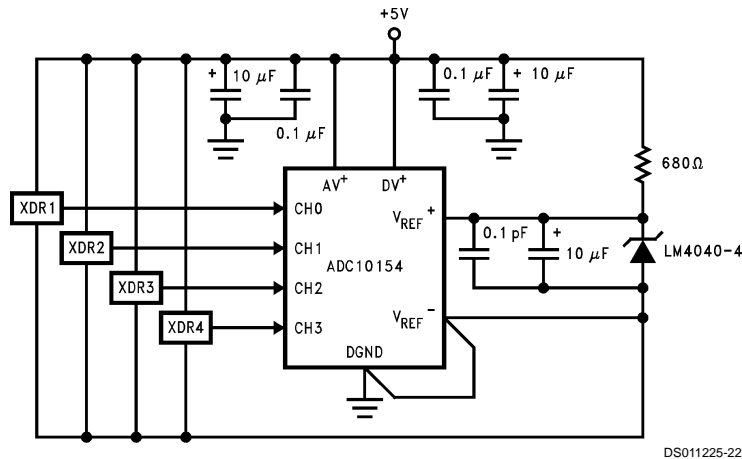 +5V
+ 10 μF
0.1 μF
0.1 μF
+ 10 μF
680Ω
AV+
DV+
XDR1
CH0
VREF+
XDR2
CH1
0.1 pF
+
10 μF
LM4040-4
ADC10154
XDR3
CH2
XDR4
CH3
VREF−
DGND
DS011225-22